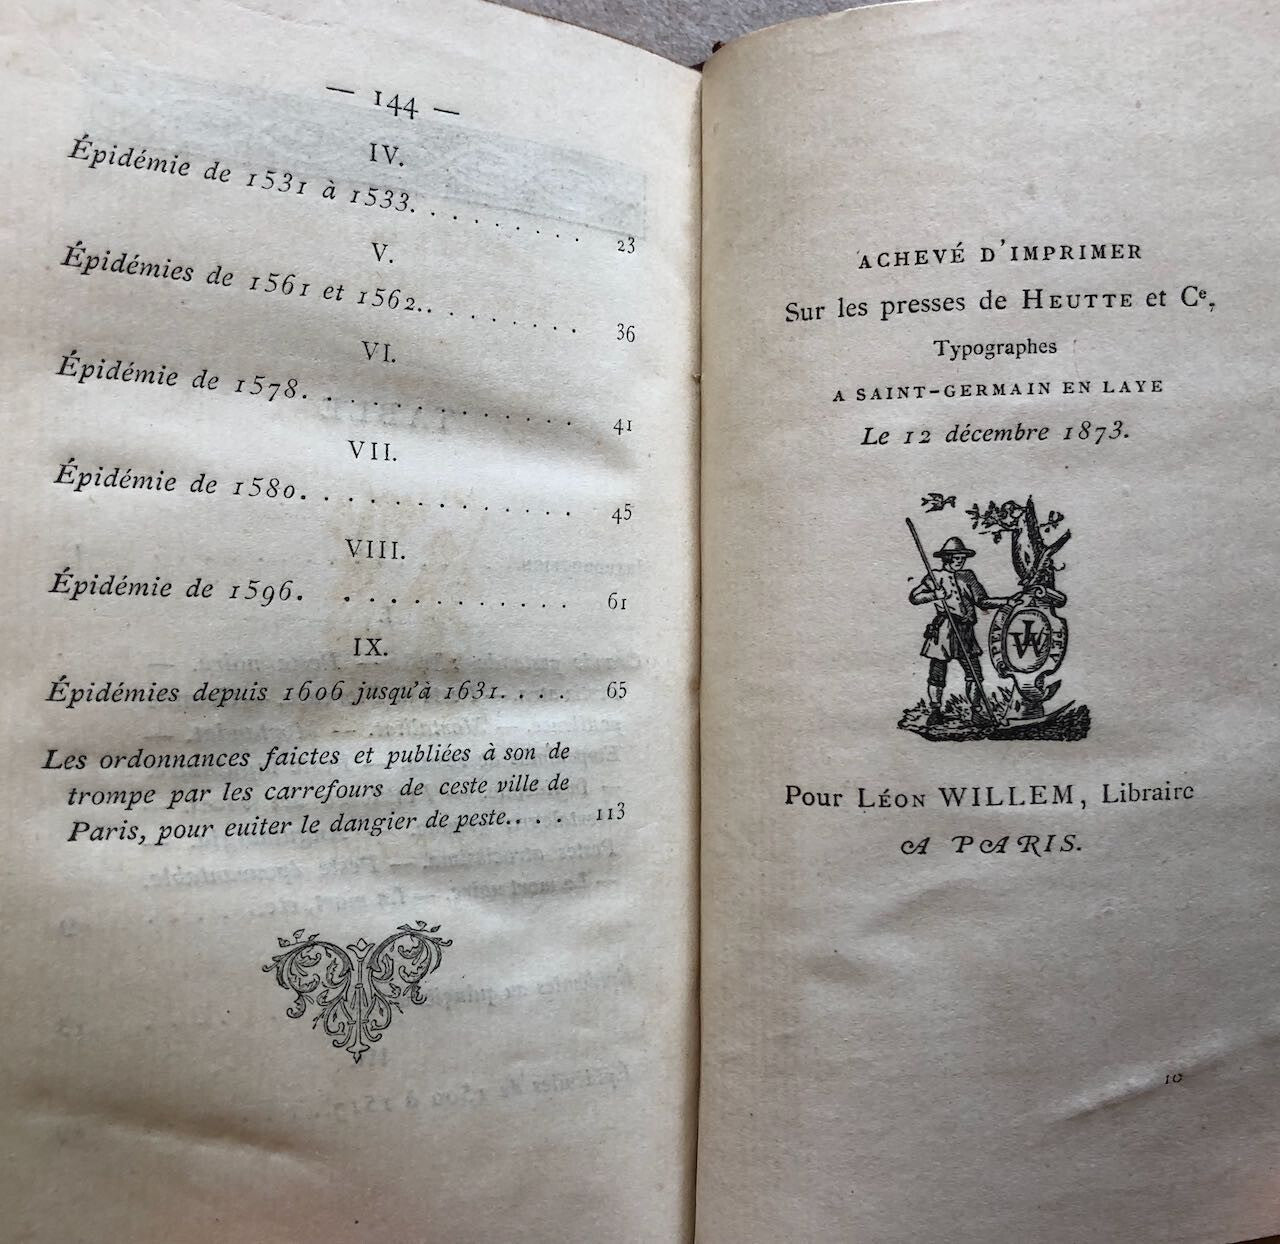 — 144 —
IV.
Épidémie de 1531 à 1533. . . . . . . . . . 23
V.
Épidémies de 1561 et 1562. . . . . . . . . 36
VI.
Épidémie de 1578. . . . . . . . . . . . . 41
VII.
Épidémie de 1580. . . . . . . . . . . . 45
VIII.
Épidémie de 1596. . . . . . . . . . . . 61
IX.
Épidémies depuis 1606 jusqu'à 1631. . . . 65
Les ordonnances faictes et publiées à son de
trompe par les carrefours de ceste ville de
Paris, pour euiter le dangier de peste. . . . 113
ACHEVÉ D'IMPRIMER
Sur les presses de HEUTTE et Cᵉ,
Typographes
A SAINT-GERMAIN EN LAYE
Le 12 décembre 1873.
PEV A PEV
LW
Pour LÉON WILLEM, Libraire
A PARIS.
10